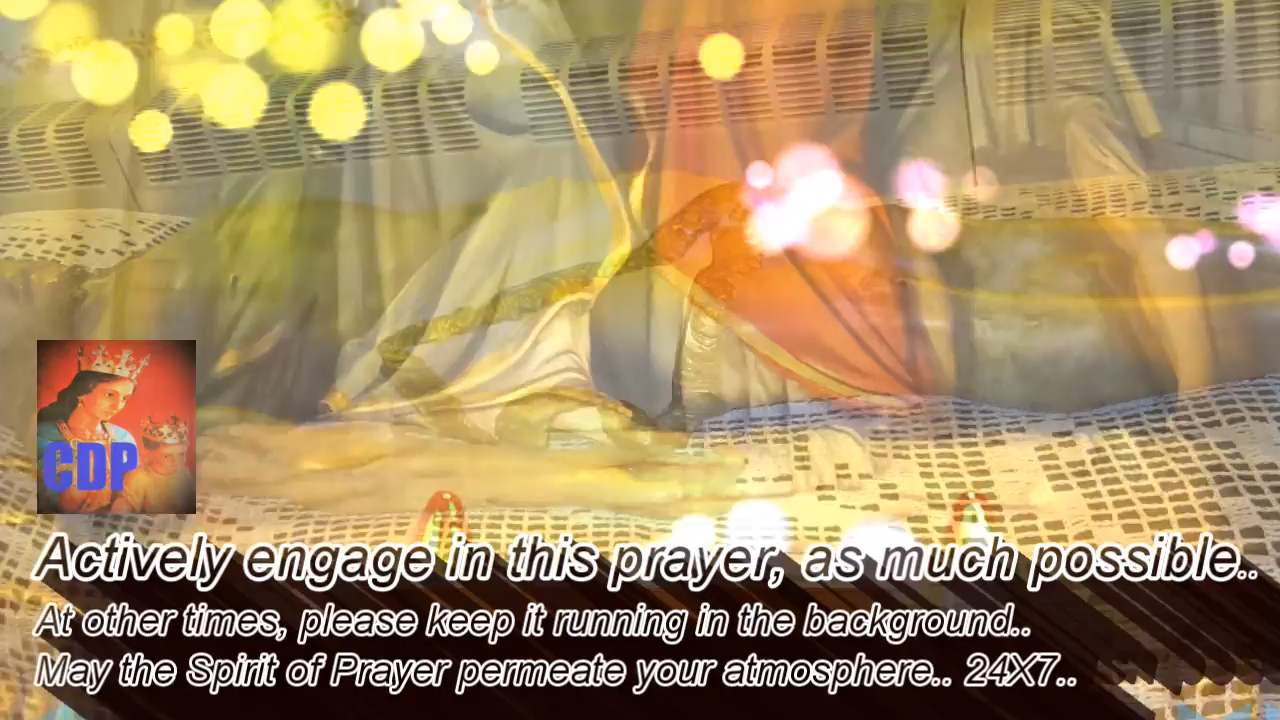 CDP
Actively engage in this prayer, as much possible..
At other times, please keep it running in the background..
May the Spirit of Prayer permeate your atmosphere.. 24X7..